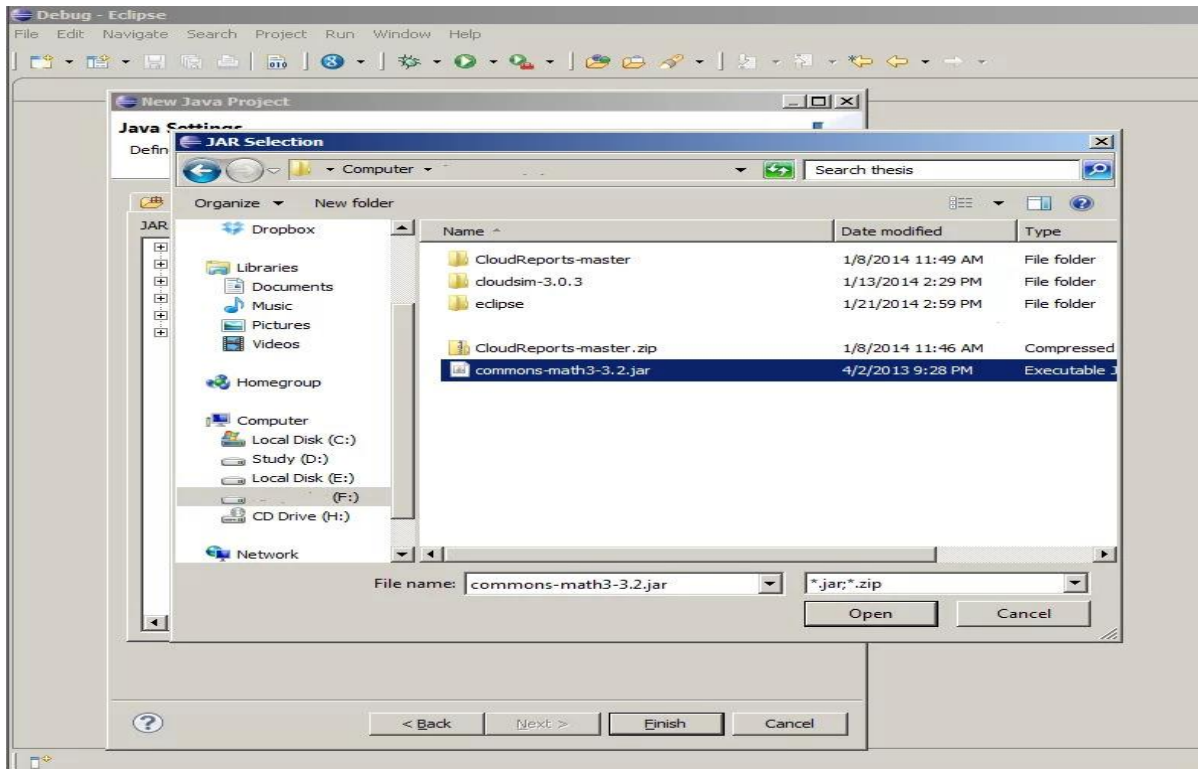 Debug - Eclipse
File Edit Navigate Search Project Run Window Help
New Java Project
Java Settings
Defin
JAR Selection
Computer
Search thesis
Organize New folder
JAR
Name Date modified Type
Dropbox
Libraries
Documents
Music
Pictures
Videos
Homegroup
Computer
Local Disk (C:)
Study (D:)
Local Disk (E:)
(F:)
CD Drive (H:)
Network
CloudReports-master 1/8/2014 11:49 AM File folder
cloudsim-3.0.3 1/13/2014 2:29 PM File folder
eclipse 1/21/2014 2:59 PM File folder
CloudReports-master.zip 1/8/2014 11:46 AM Compressed
commons-math3-3.2.jar 4/2/2013 9:28 PM Executable J
File name: commons-math3-3.2.jar *.jar;*.zip
Open Cancel
< Back Next > Finish Cancel